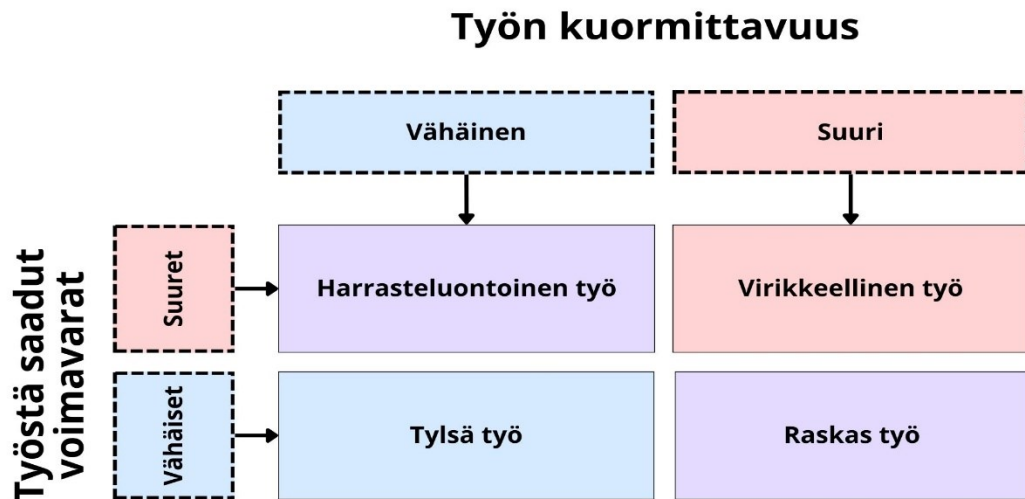 Työn kuormittavuus
Vähäinen
Suuri
Työstä saadut
voimavarat
Suuret
Harrasteluontoinen työ
Virikkeellinen työ
Vähäiset
Tylsä työ
Raskas työ